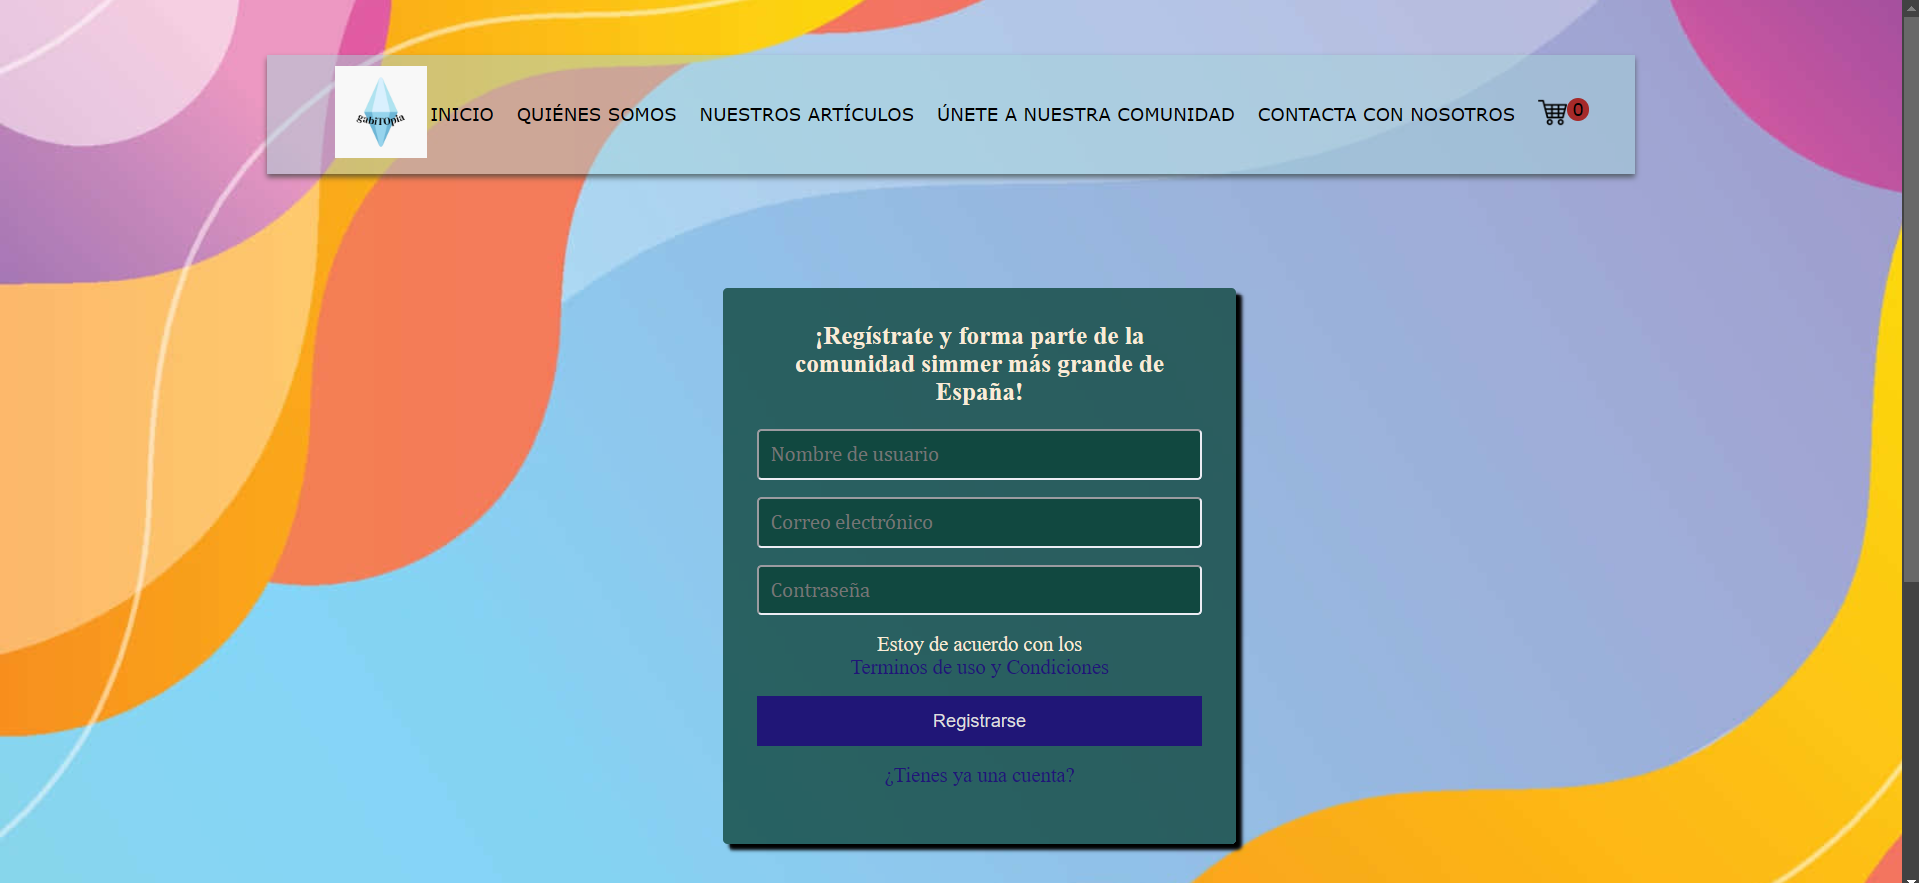 gabiTOpia
INICIO QUIÉNES SOMOS NUESTROS ARTÍCULOS ÚNETE A NUESTRA COMUNIDAD CONTACTA CON NOSOTROS 0
¡Regístrate y forma parte de la
comunidad simmer más grande de
España!
Nombre de usuario
Correo electrónico
Contraseña
Estoy de acuerdo con los
Terminos de uso y Condiciones
Registrarse
¿Tienes ya una cuenta?